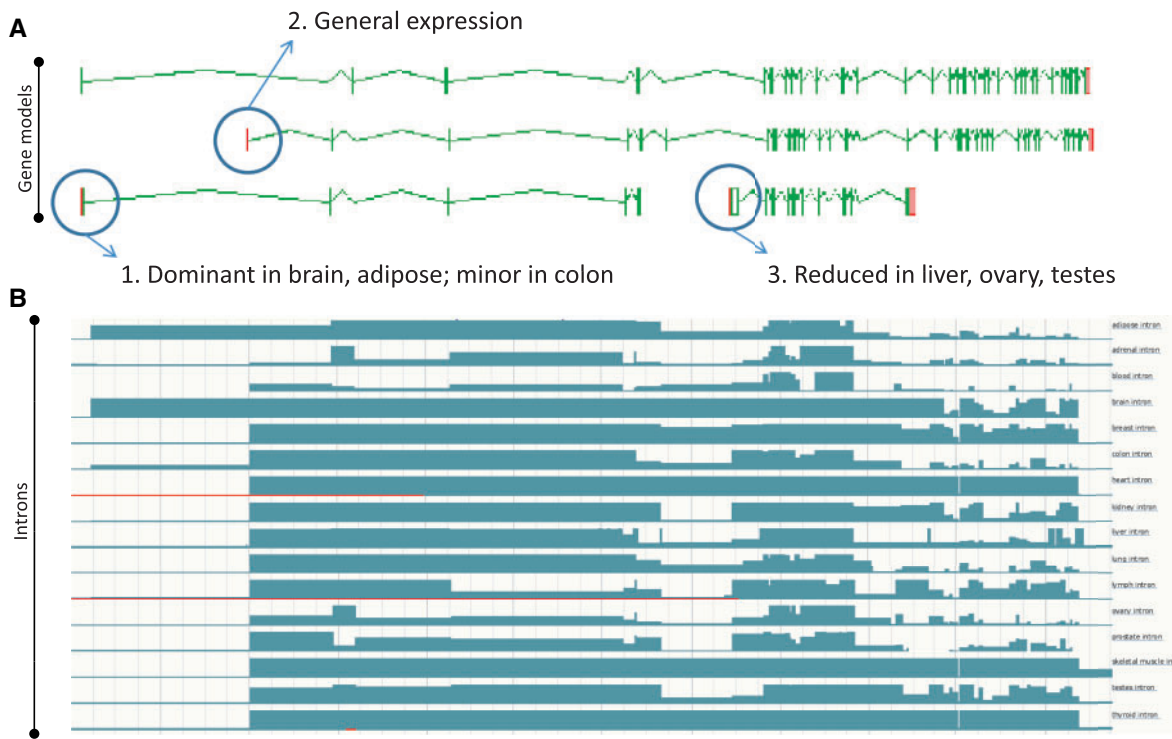 A
2. General expression
Gene models
1. Dominant in brain, adipose; minor in colon
3. Reduced in liver, ovary, testes
B
Introns
adipose intron
adrenal intron
blood intron
brain intron
breast intron
colon intron
heart intron
kidney intron
liver intron
lung intron
lymph intron
ovary intron
prostate intron
skeletal muscle in
testes intron
thyroid intron